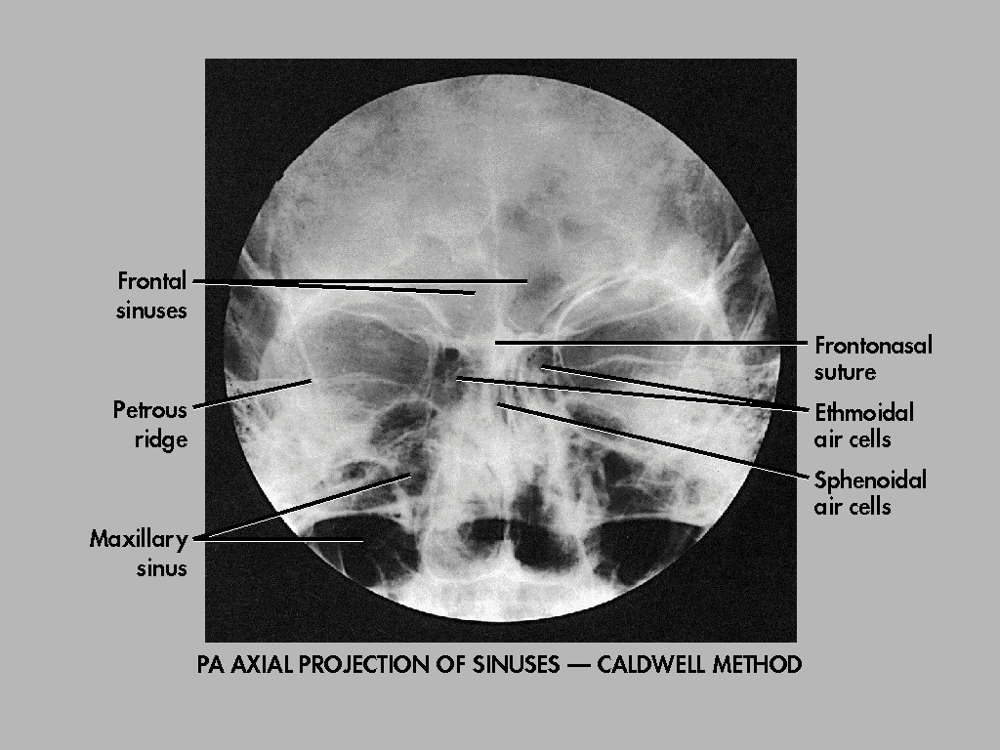 Frontal
sinuses
Petrous
ridge
Maxillary
sinus
Frontonasal
suture
Ethmoidal
air cells
Sphenoidal
air cells
PA AXIAL PROJECTION OF SINUSES — CALDWELL METHOD